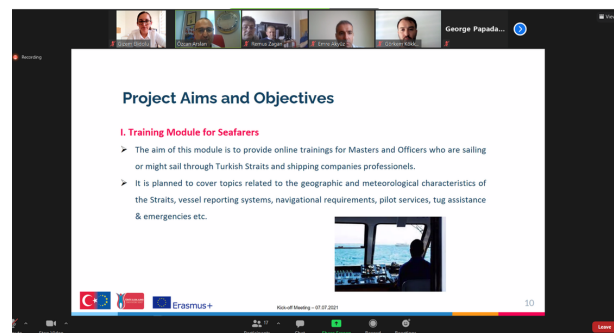 George Papada...
View
Recording
Özcan Arslan
Remus Zagan
Emre Akyüz
Project Aims and Objectives
I. Training Module for Seafarers
➢ The aim of this module is to provide online trainings for Masters and Officers who are sailing
or might sail through Turkish Straits and shipping companies professionels.
➢ It is planned to cover topics related to the geographic and meteorological characteristics of
the Straits, vessel reporting systems, navigational requirements, pilot services, tug assistance
& emergencies etc.
Erasmus+
Kick-off Meeting – 07.07.2021
10
17
Leave